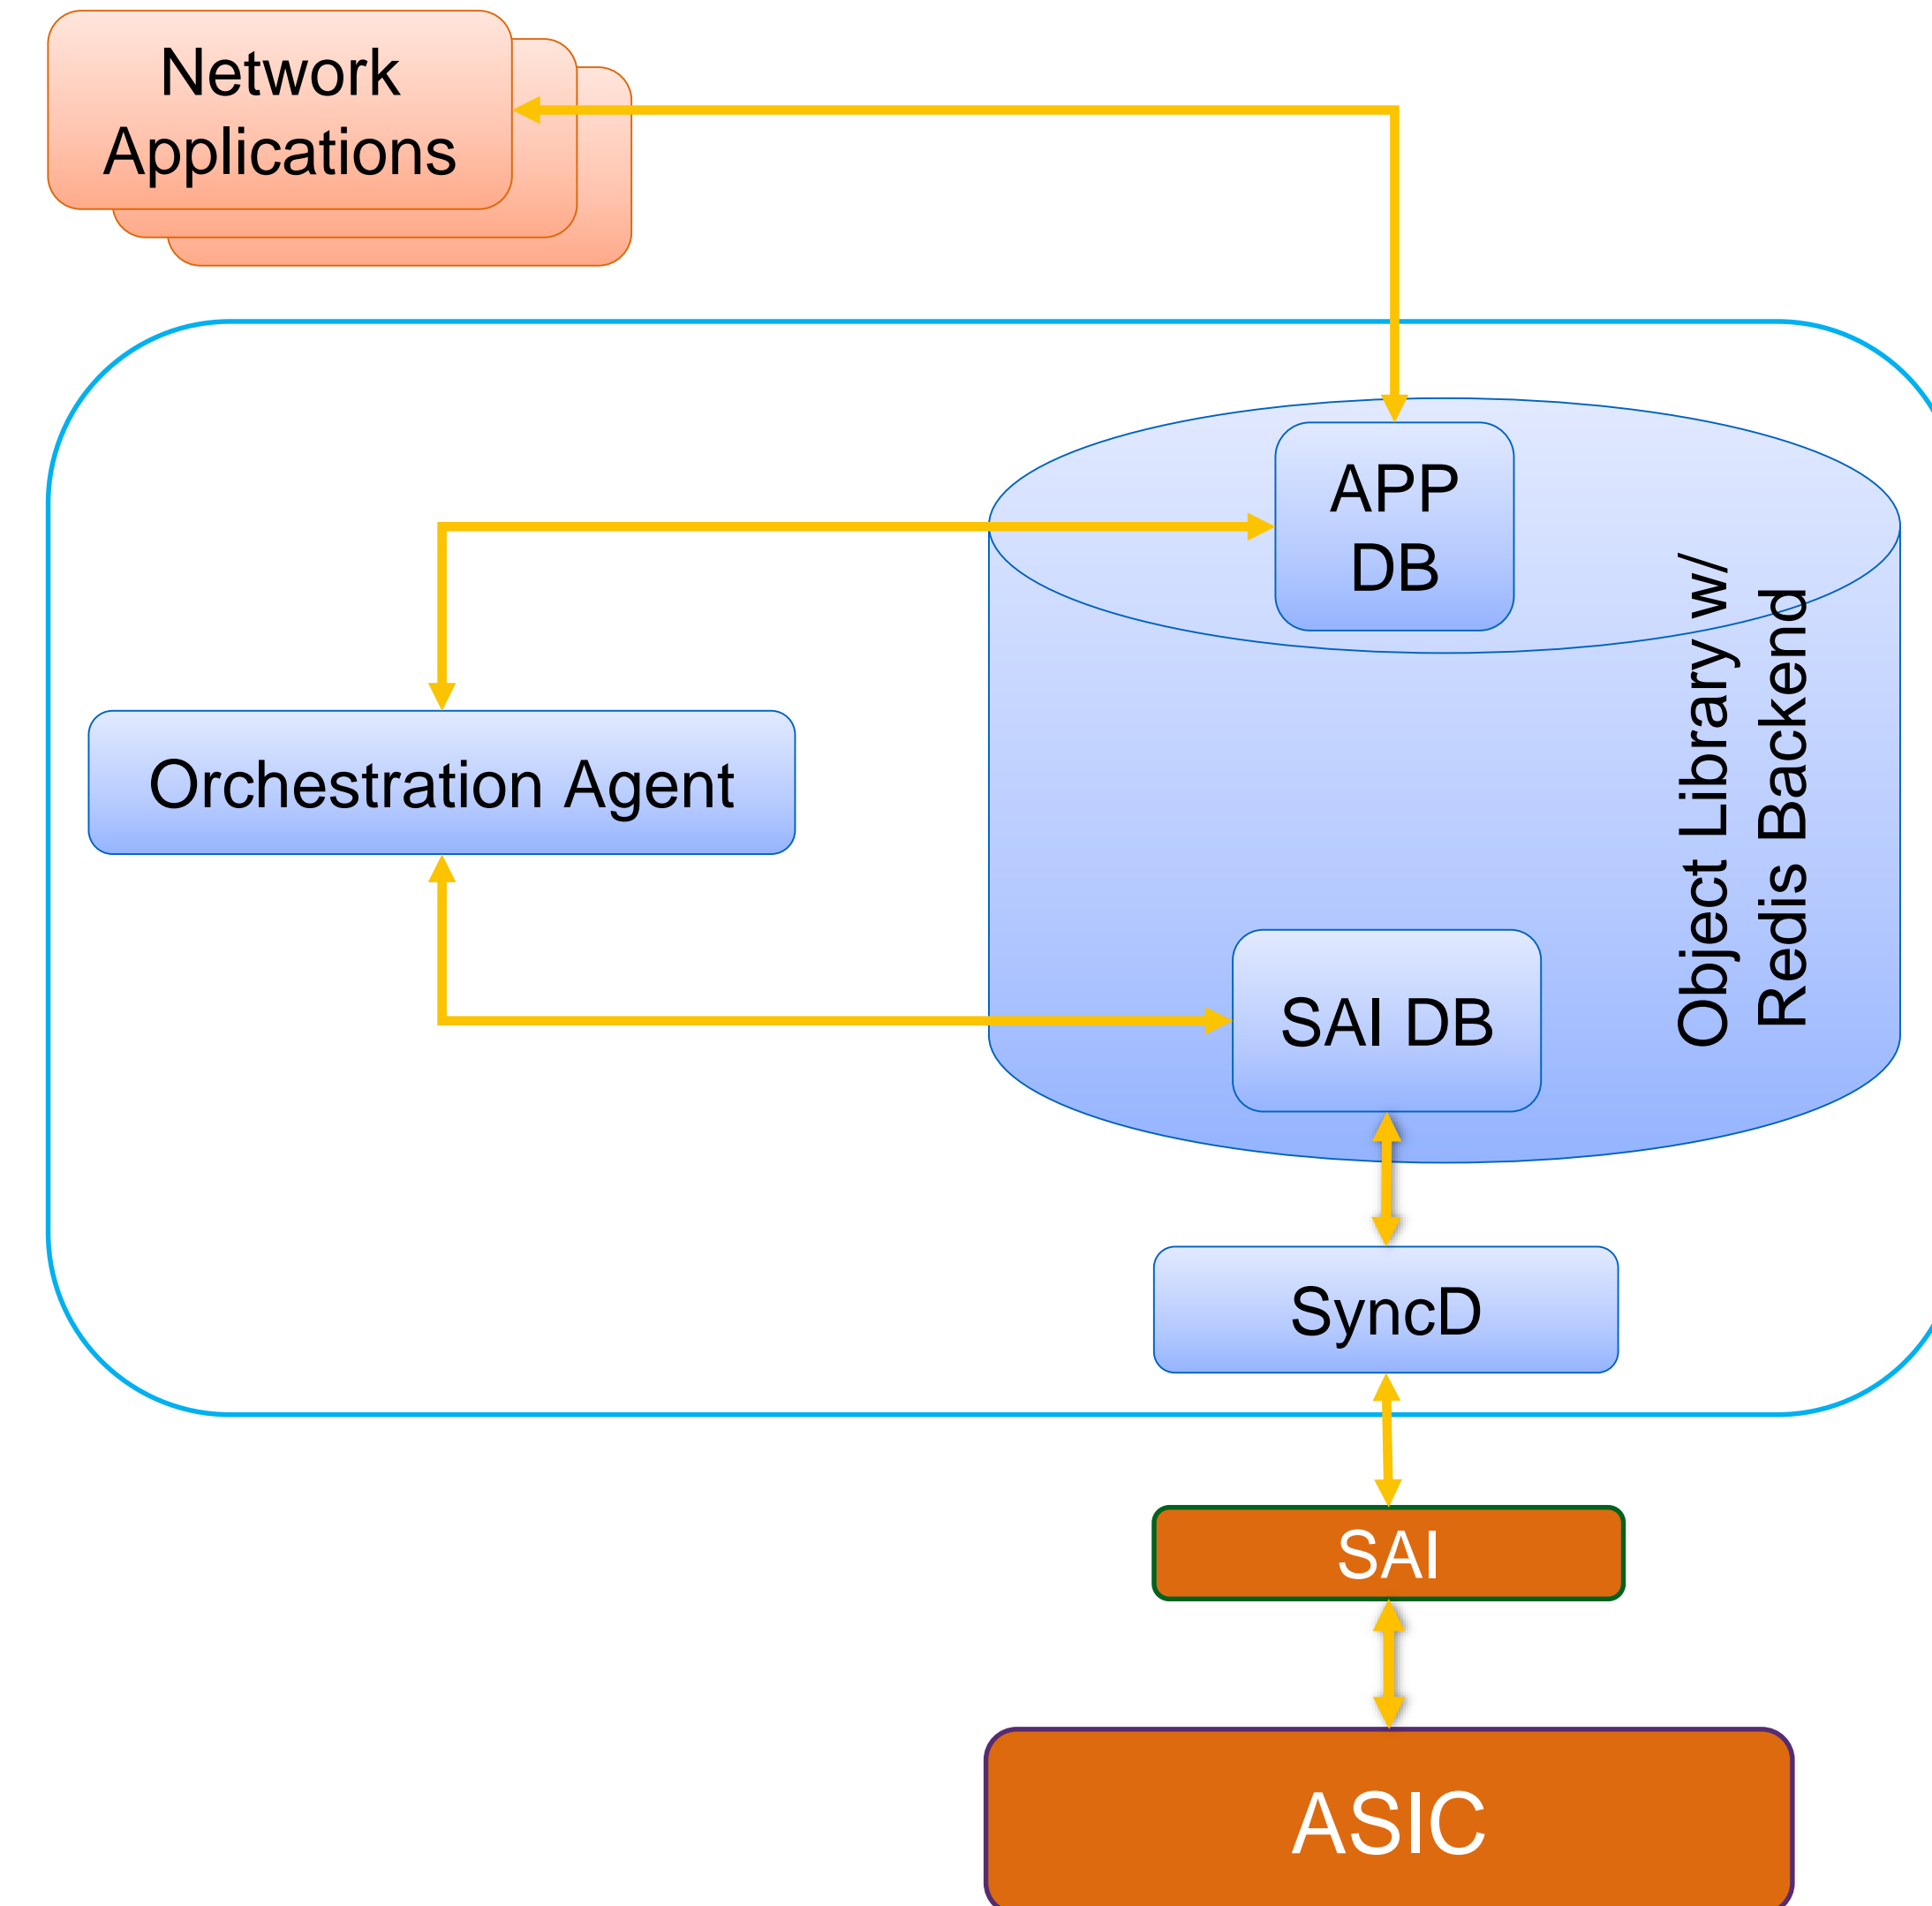 Network
Applications
APP
DB
Object Library w/
Redis Backend
Orchestration Agent
SAI DB
SyncD
SAI
ASIC